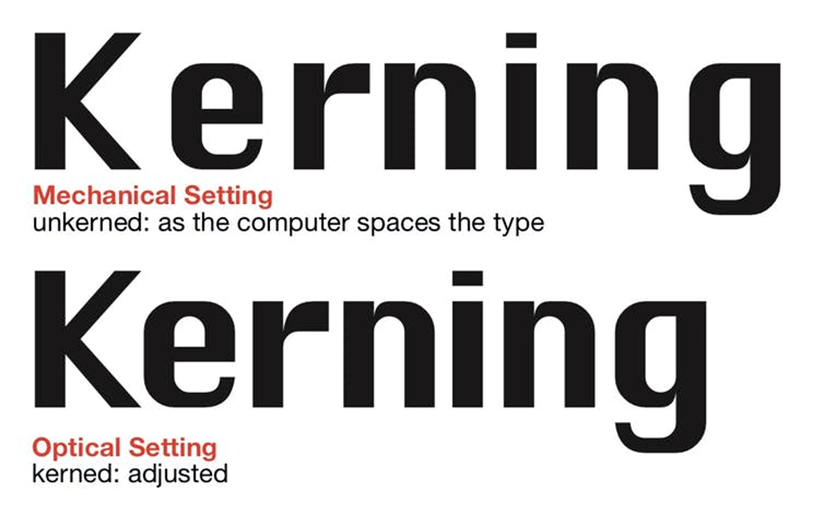 Kerning
Mechanical Setting
unkerned: as the computer spaces the type
Kerning
Optical Setting
kerned: adjusted